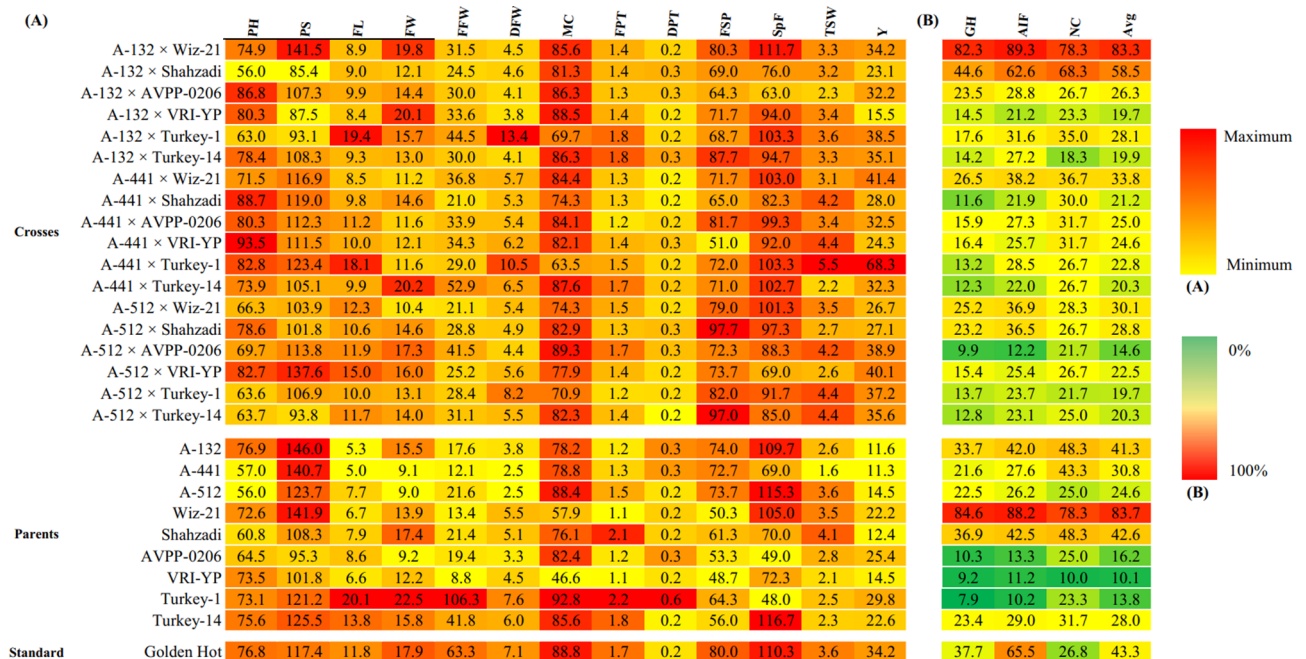 (A) PH PS FL FW FFW DFW MC FPT DPT FSP SpF TSW Y (B) GH AIF NC Avg
A-132 × Wiz-21 74.9 141.5 8.9 19.8 31.5 4.5 85.6 1.4 0.2 80.3 111.7 3.3 34.2 82.3 89.3 78.3 83.3
A-132 × Shahzadi 56.0 85.4 9.0 12.1 24.5 4.6 81.3 1.4 0.3 69.0 76.0 3.2 23.1 44.6 62.6 68.3 58.5
A-132 × AVPP-0206 86.8 107.3 9.9 14.4 30.0 4.1 86.3 1.3 0.3 64.3 63.0 2.3 32.2 23.5 28.8 26.7 26.3
A-132 × VRI-YP 80.3 87.5 8.4 20.1 33.6 3.8 88.5 1.4 0.2 71.7 94.0 3.4 15.5 14.5 21.2 23.3 19.7
A-132 × Turkey-1 63.0 93.1 19.4 15.7 44.5 13.4 69.7 1.8 0.2 68.7 103.3 3.6 38.5 17.6 31.6 35.0 28.1
Maximum
A-132 × Turkey-14 78.4 108.3 9.3 13.0 30.0 4.1 86.3 1.8 0.3 87.7 94.7 3.3 35.1 14.2 27.2 18.3 19.9
A-441 × Wiz-21 71.5 116.9 8.5 11.2 36.8 5.7 84.4 1.3 0.2 71.7 103.0 3.1 41.4 26.5 38.2 36.7 33.8
A-441 × Shahzadi 88.7 119.0 9.8 14.6 21.0 5.3 74.3 1.3 0.3 65.0 82.3 4.2 28.0 11.6 21.9 30.0 21.2
Crosses A-441 × AVPP-0206 80.3 112.3 11.2 11.6 33.9 5.4 84.1 1.2 0.2 81.7 99.3 3.4 32.5 15.9 27.3 31.7 25.0
A-441 × VRI-YP 93.5 111.5 10.0 12.1 34.3 6.2 82.1 1.4 0.3 51.0 92.0 4.4 24.3 16.4 25.7 31.7 24.6
A-441 × Turkey-1 82.8 123.4 18.1 11.6 29.0 10.5 63.5 1.5 0.2 72.0 103.3 5.5 68.3 13.2 28.5 26.7 22.8 Minimum
A-441 × Turkey-14 73.9 105.1 9.9 20.2 52.9 6.5 87.6 1.7 0.2 71.0 102.7 2.2 32.3 12.3 22.0 26.7 20.3 (A)
A-512 × Wiz-21 66.3 103.9 12.3 10.4 21.1 5.4 74.3 1.5 0.2 79.0 101.3 3.5 26.7 25.2 36.9 28.3 30.1
A-512 × Shahzadi 78.6 101.8 10.6 14.6 28.8 4.9 82.9 1.3 0.3 97.7 97.3 2.7 27.1 23.2 36.5 26.7 28.8
A-512 × AVPP-0206 69.7 113.8 11.9 17.3 41.5 4.4 89.3 1.7 0.3 72.3 88.3 4.2 38.9 9.9 12.2 21.7 14.6 0%
A-512 × VRI-YP 82.7 137.6 15.0 16.0 25.2 5.6 77.9 1.4 0.2 73.7 69.0 2.6 40.1 15.4 25.4 26.7 22.5
A-512 × Turkey-1 63.6 106.9 10.0 13.1 28.4 8.2 70.9 1.2 0.2 82.0 91.7 4.4 37.2 13.7 23.7 21.7 19.7
A-512 × Turkey-14 63.7 93.8 11.7 14.0 31.1 5.5 82.3 1.4 0.2 97.0 85.0 4.4 35.6 12.8 23.1 25.0 20.3
A-132 76.9 146.0 5.3 15.5 17.6 3.8 78.2 1.2 0.3 74.0 109.7 2.6 11.6 33.7 42.0 48.3 41.3
A-441 57.0 140.7 5.0 9.1 12.1 2.5 78.8 1.3 0.3 72.7 69.0 1.6 11.3 21.6 27.6 43.3 30.8 100%
A-512 56.0 123.7 7.7 9.0 21.6 2.5 88.4 1.5 0.2 73.7 115.3 3.6 14.5 22.5 26.2 25.0 24.6 (B)
Wiz-21 72.6 141.9 6.7 13.9 13.4 5.5 57.9 1.1 0.2 50.3 105.0 3.5 22.2 84.6 88.2 78.3 83.7
Parents Shahzadi 60.8 108.3 7.9 17.4 21.4 5.1 76.1 2.1 0.2 61.3 70.0 4.1 12.4 36.9 42.5 48.3 42.6
AVPP-0206 64.5 95.3 8.6 9.2 19.4 3.3 82.4 1.2 0.3 53.3 49.0 2.8 25.4 10.3 13.3 25.0 16.2
VRI-YP 73.5 101.8 6.6 12.2 8.8 4.5 46.6 1.1 0.2 48.7 72.3 2.1 14.5 9.2 11.2 10.0 10.1
Turkey-1 73.1 121.2 20.1 22.5 106.3 7.6 92.8 2.2 0.6 64.3 48.0 2.5 29.8 7.9 10.2 23.3 13.8
Turkey-14 75.6 125.5 13.8 15.8 41.8 6.0 85.6 1.8 0.2 56.0 116.7 2.3 22.6 23.4 29.0 31.7 28.0
Standard Golden Hot 76.8 117.4 11.8 17.9 63.3 7.1 88.8 1.7 0.2 80.0 110.3 3.6 34.2 37.7 65.5 26.8 43.3